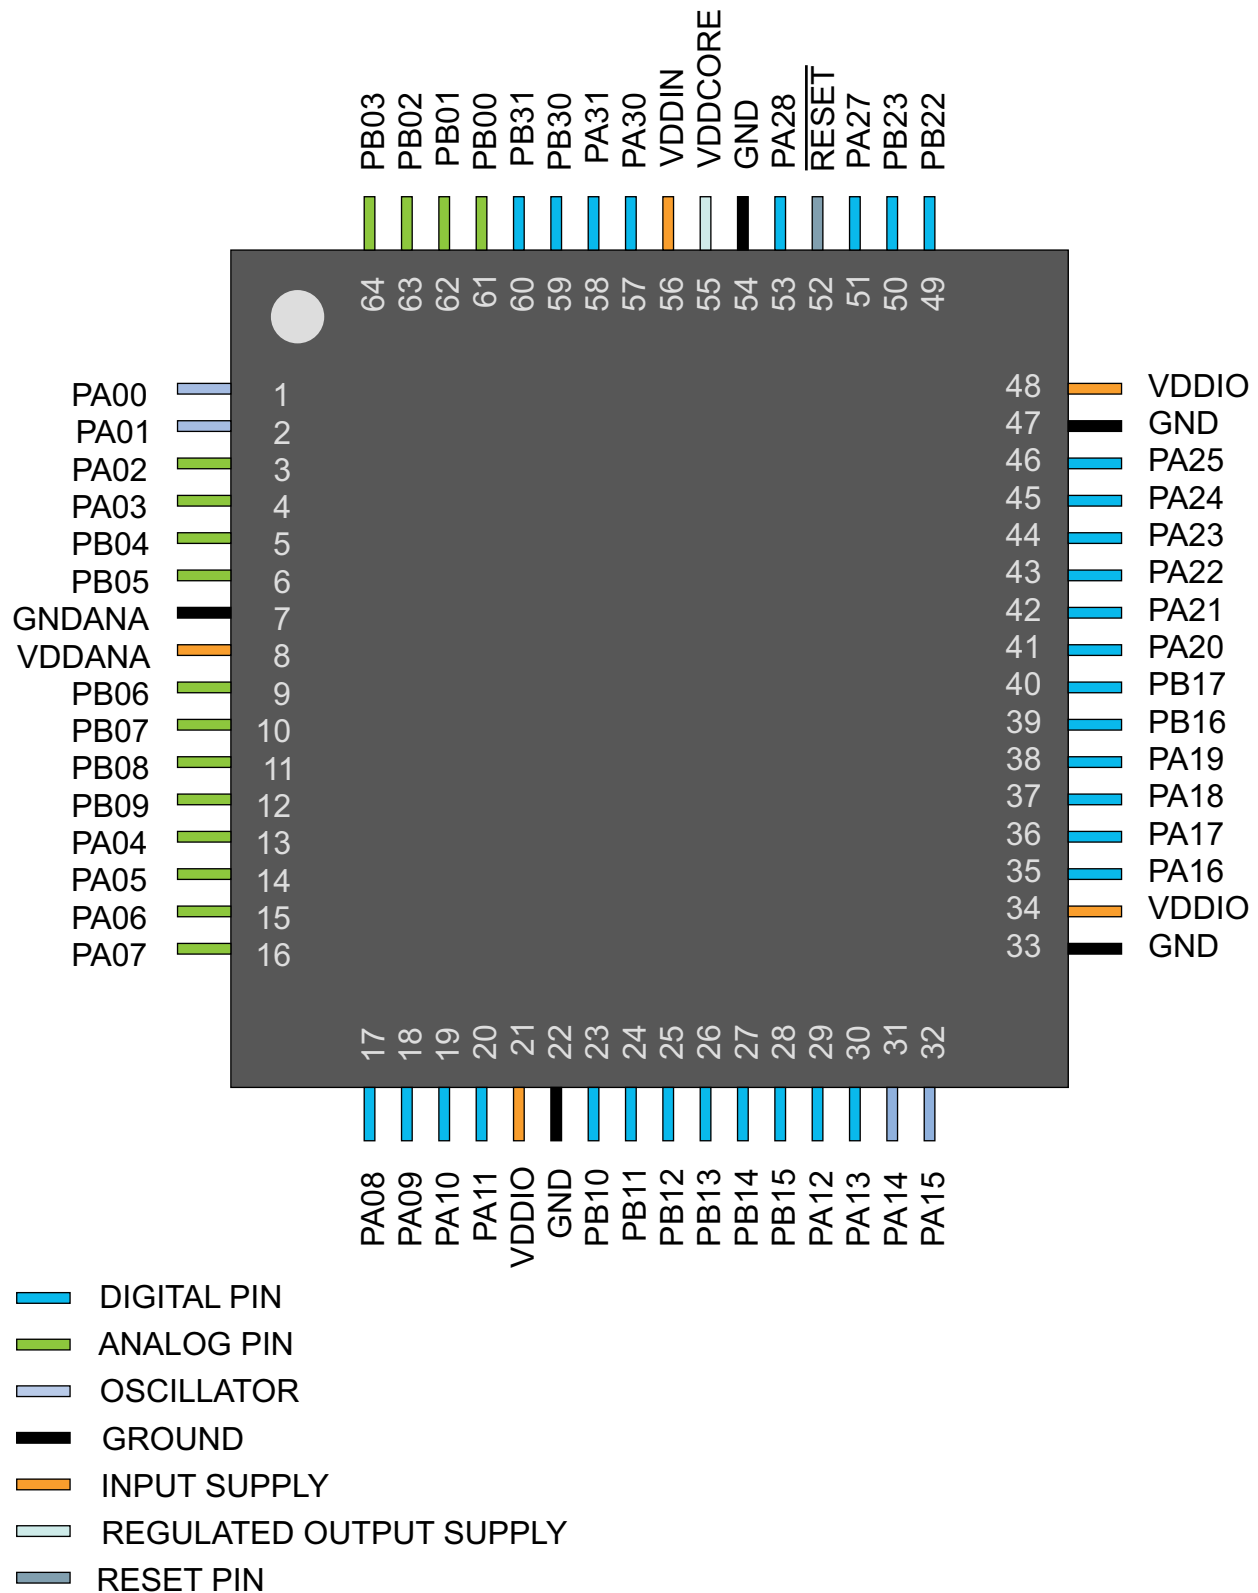 PB03
PB02
PB01
PB00
PB31
PB30
PA31
PA30
VDDIN
VDDCORE
GND
PA28
RESET
PA27
PB23
PB22
64
63
62
61
60
59
58
57
56
55
54
53
52
51
50
49
PA00 1
PA01 2
PA02 3
PA03 4
PB04 5
PB05 6
GNDANA 7
VDDANA 8
PB06 9
PB07 10
PB08 11
PB09 12
PA04 13
PA05 14
PA06 15
PA07 16
48 VDDIO
47 GND
46 PA25
45 PA24
44 PA23
43 PA22
42 PA21
41 PA20
40 PB17
39 PB16
38 PA19
37 PA18
36 PA17
35 PA16
34 VDDIO
33 GND
17
18
19
20
21
22
23
24
25
26
27
28
29
30
31
32
PA08
PA09
PA10
PA11
VDDIO
GND
PB10
PB11
PB12
PB13
PB14
PB15
PA12
PA13
PA14
PA15
DIGITAL PIN
ANALOG PIN
OSCILLATOR
GROUND
INPUT SUPPLY
REGULATED OUTPUT SUPPLY
RESET PIN